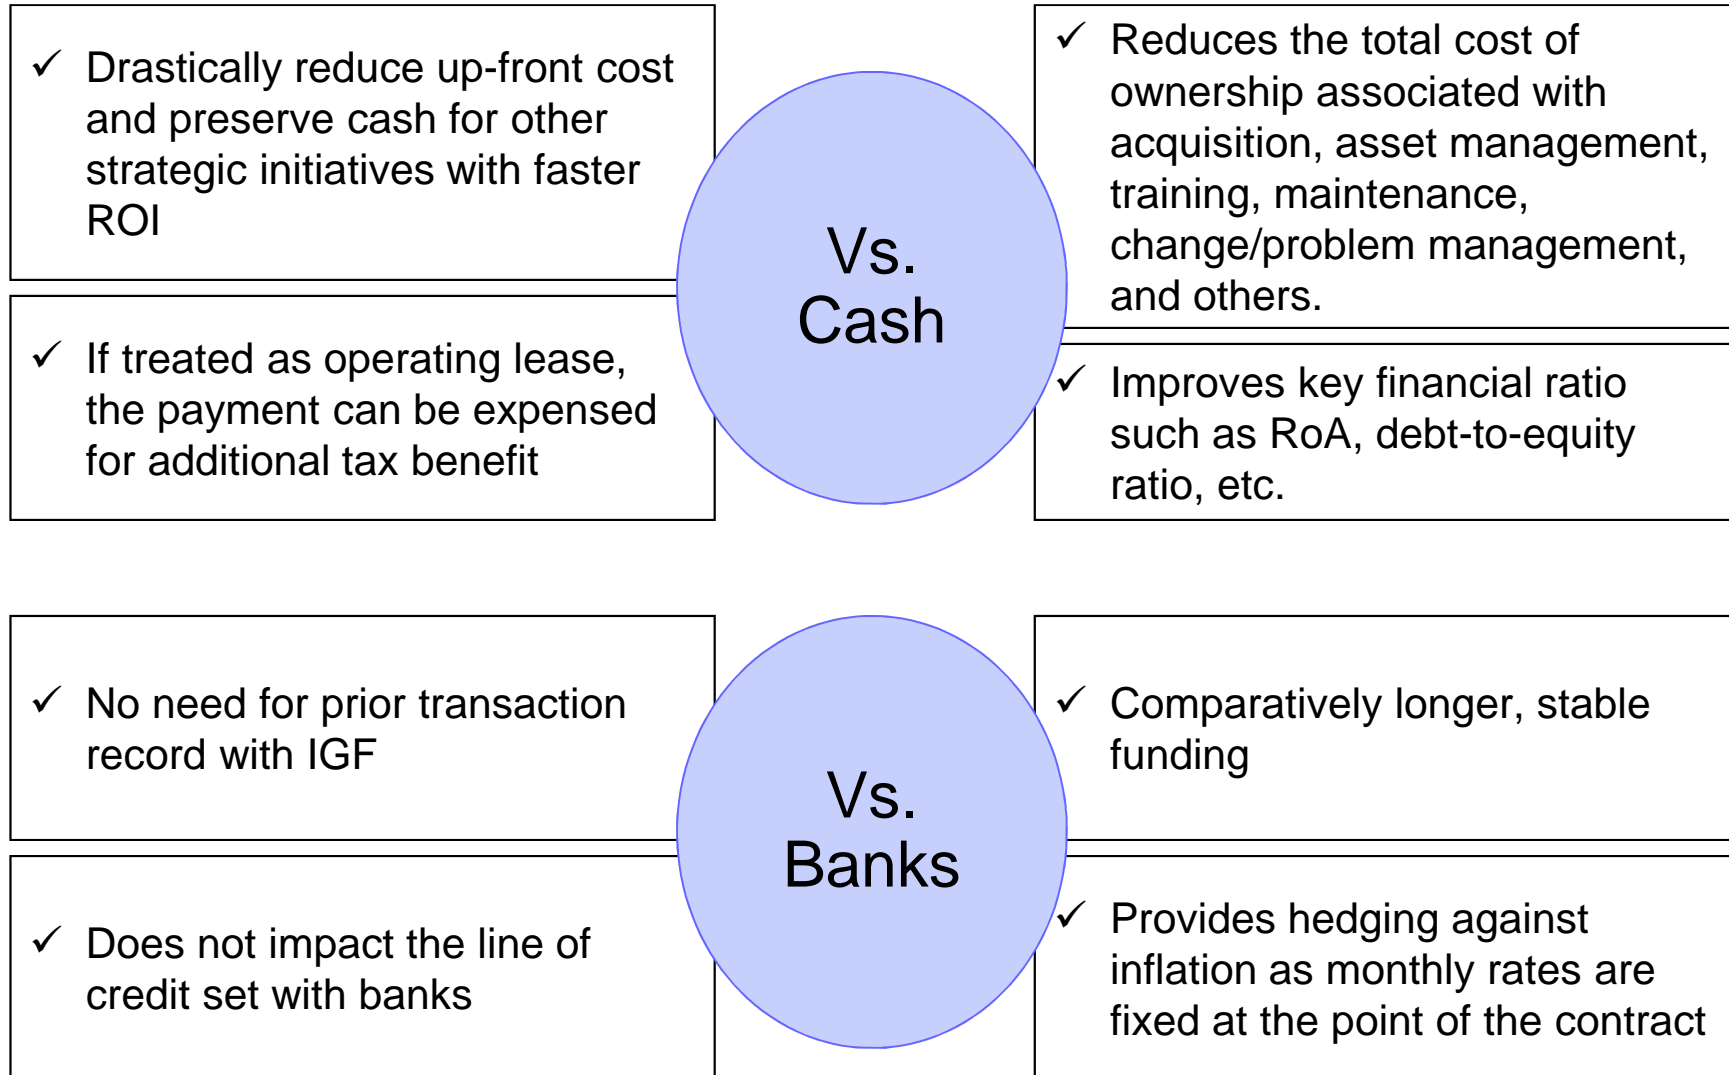 ✓ Drastically reduce up-front cost
and preserve cash for other
strategic initiatives with faster
ROI
✓ If treated as operating lease,
the payment can be expensed
for additional tax benefit
Vs.
Cash
✓ Reduces the total cost of
ownership associated with
acquisition, asset management,
training, maintenance,
change/problem management,
and others.
✓ Improves key financial ratio
such as RoA, debt-to-equity
ratio, etc.
✓ No need for prior transaction
record with IGF
✓ Does not impact the line of
credit set with banks
Vs.
Banks
✓ Comparatively longer, stable
funding
✓ Provides hedging against
inflation as monthly rates are
fixed at the point of the contract